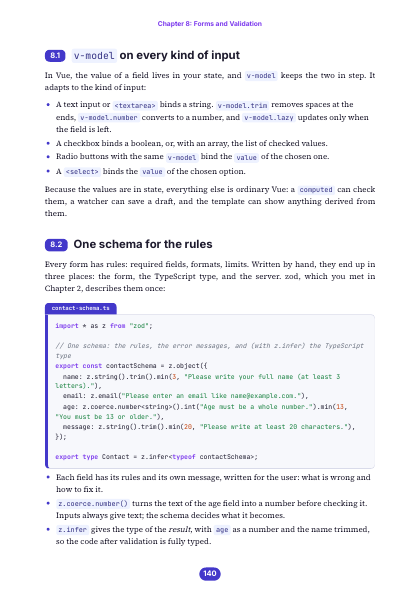 Chapter 8: Forms and Validation
8.1 v-model on every kind of input
In Vue, the value of a field lives in your state, and v-model keeps the two in step. It
adapts to the kind of input:
• A text input or <textarea> binds a string. v-model.trim removes spaces at the
ends, v-model.number converts to a number, and v-model.lazy updates only when
the field is left.
• A checkbox binds a boolean, or, with an array, the list of checked values.
• Radio buttons with the same v-model bind the value of the chosen one.
• A <select> binds the value of the chosen option.
Because the values are in state, everything else is ordinary Vue: a computed can check
them, a watcher can save a draft, and the template can show anything derived from
them.
8.2 One schema for the rules
Every form has rules: required fields, formats, limits. Written by hand, they end up in
three places: the form, the TypeScript type, and the server. zod, which you met in
Chapter 2, describes them once:
contact-schema.ts
import * as z from "zod";
// One schema: the rules, the error messages, and (with z.infer) the TypeScript
type
export const contactSchema = z.object({
name: z.string().trim().min(3, "Please write your full name (at least 3
letters)."),
email: z.email("Please enter an email like name@example.com."),
age: z.coerce.number<string>().int("Age must be a whole number.").min(13,
"You must be 13 or older."),
message: z.string().trim().min(20, "Please write at least 20 characters."),
});
export type Contact = z.infer<typeof contactSchema>;
• Each field has its rules and its own message, written for the user: what is wrong and
how to fix it.
• z.coerce.number() turns the text of the age field into a number before checking it.
Inputs always give text; the schema decides what it becomes.
• z.infer gives the type of the result, with age as a number and the name trimmed,
so the code after validation is fully typed.
140